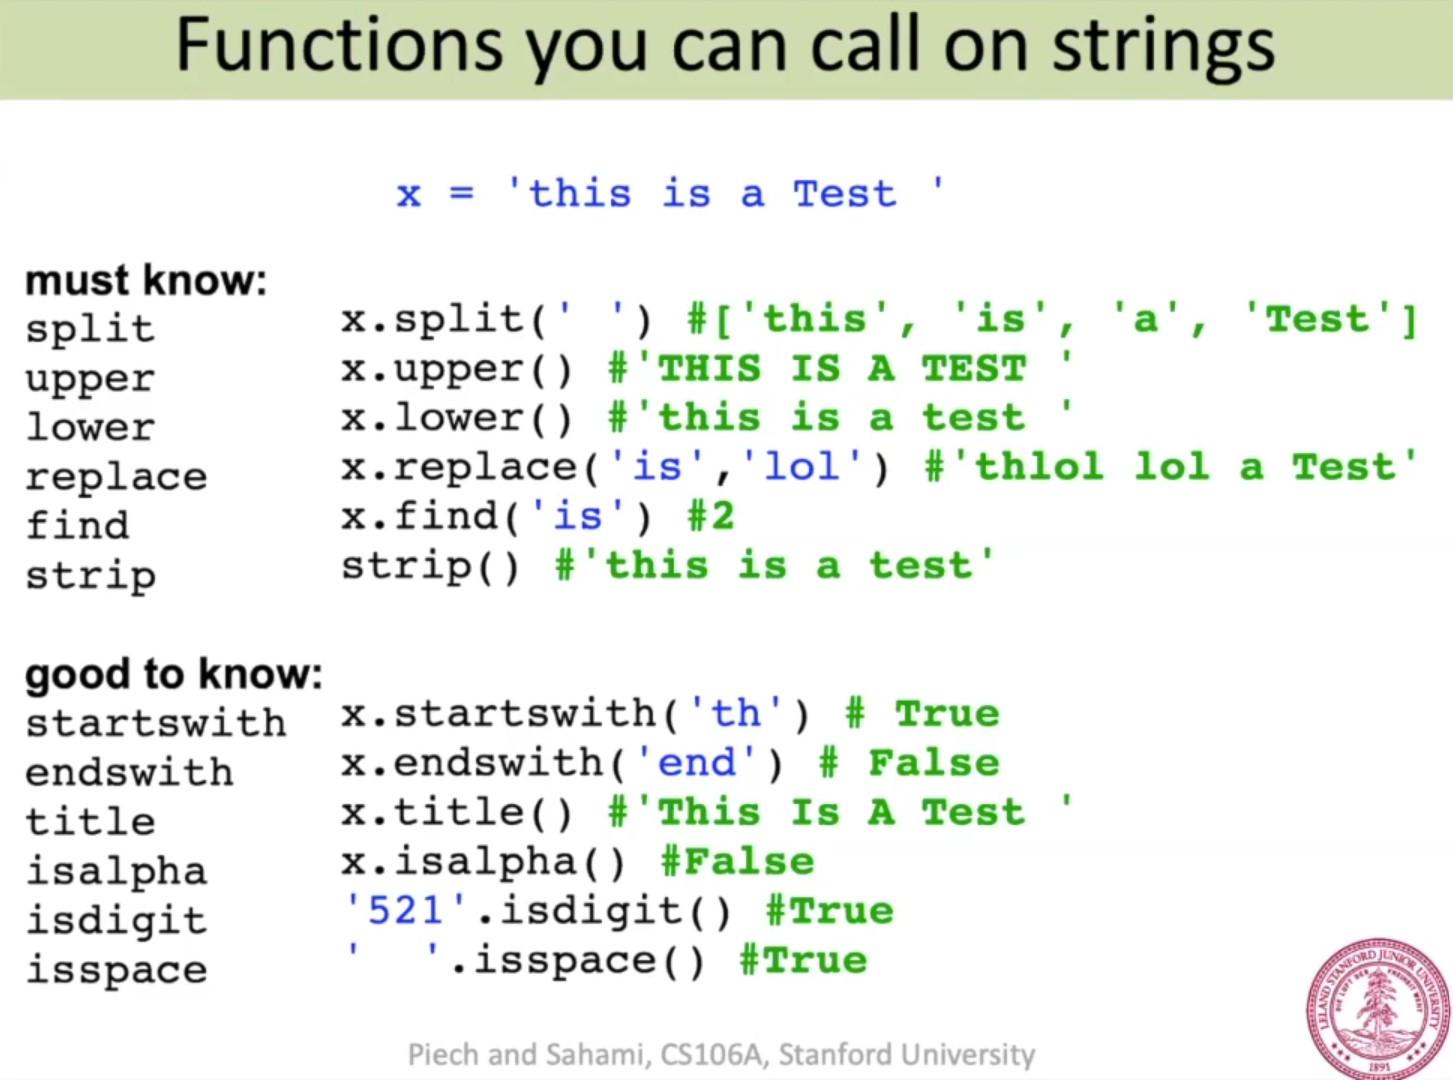 Functions you can call on strings
x = 'this is a Test '
must know:
split x.split(' ') #['this', 'is', 'a', 'Test']
upper x.upper() #'THIS IS A TEST '
lower x.lower() #'this is a test '
replace x.replace('is','lol') #'thlol lol a Test'
find x.find('is') #2
strip strip() #'this is a test'
good to know:
startswith x.startswith('th') # True
endswith x.endswith('end') # False
title x.title() #'This Is A Test '
isalpha x.isalpha() #False
isdigit '521'.isdigit() #True
isspace '  '.isspace() #True
Piech and Sahami, CS106A, Stanford University
LELAND STANFORD JUNIOR UNIVERSITY
1891